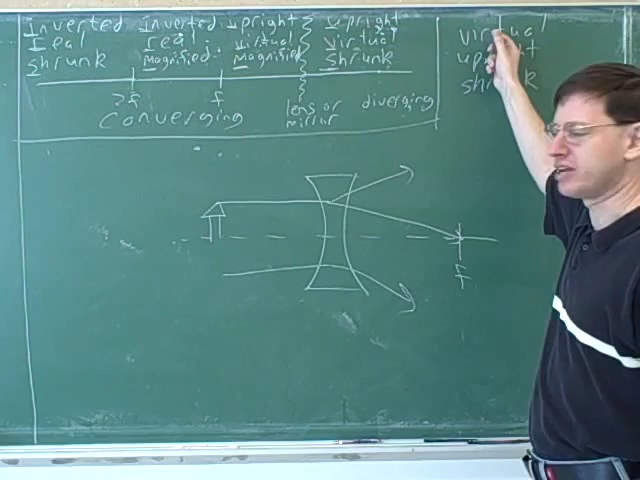 Inverted Inverted Upright Upright
real real virtual virtual
shrunk magnified magnified shrunk
2f f lens or diverging
mirror
converging
virtual
shrunk
f